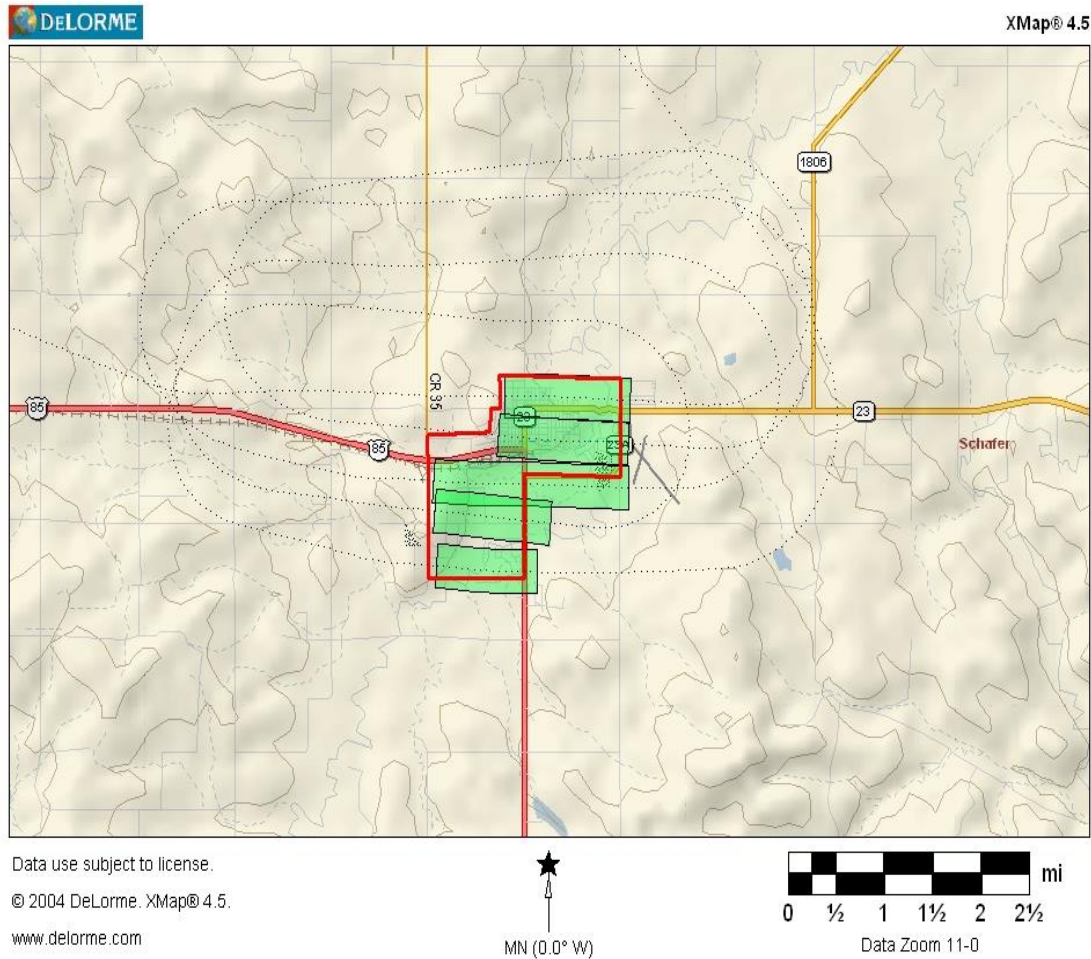 DELORME
XMap® 4.5
1806
CR 35
85
23
23
85
23A
Schafer
Data use subject to license.
© 2004 DeLorme. XMap® 4.5.
www.delorme.com
MN (0.0° W)
mi
0 ½ 1 1½ 2 2½
Data Zoom 11-0